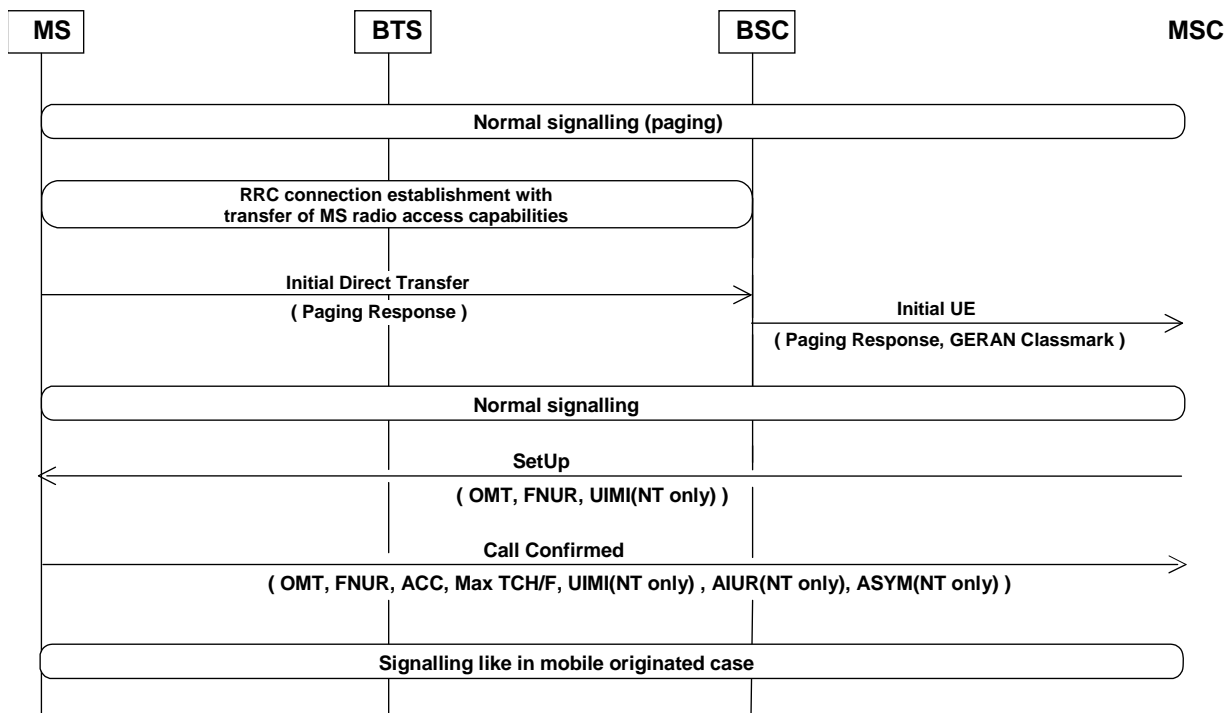 MS BTS BSC MSC
Normal signalling (paging)
RRC connection establishment with
transfer of MS radio access capabilities
Initial Direct Transfer
( Paging Response )
Initial UE
( Paging Response, GERAN Classmark )
Normal signalling
SetUp
( OMT, FNUR, UIMI(NT only) )
Call Confirmed
( OMT, FNUR, ACC, Max TCH/F, UIMI(NT only) , AIUR(NT only), ASYM(NT only) )
Signalling like in mobile originated case